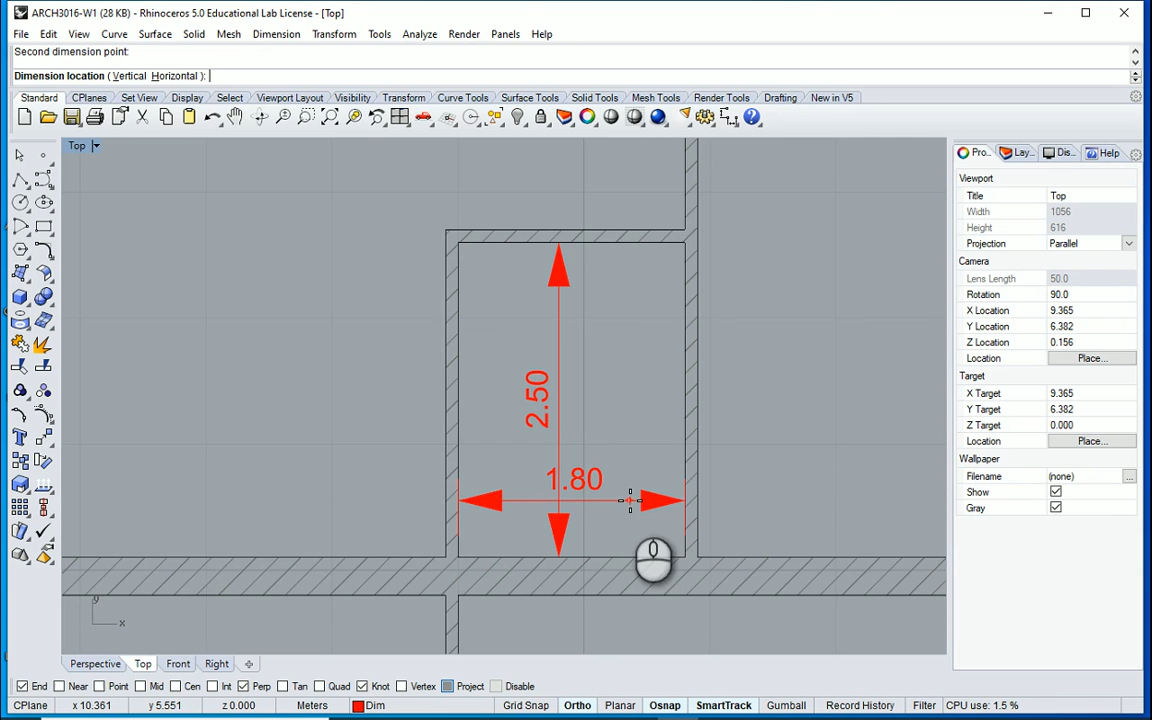 ARCH3016-W1 (28 KB) - Rhinoceros 5.0 Educational Lab License - [Top]
File Edit View Curve Surface Solid Mesh Dimension Transform Tools Analyze Render Panels Help
Second dimension point:
Dimension location ( Vertical Horizontal ):
Standard CPlanes Set View Display Select Viewport Layout Visibility Transform Curve Tools Surface Tools Solid Tools Mesh Tools Render Tools Drafting New in V5
Top
Pro... Lay... Dis... Help
Viewport
Title Top
Width 1056
Height 616
Projection Parallel
Camera
Lens Length 50.0
Rotation 90.0
X Location 9.365
Y Location 6.382
Z Location 0.156
Location Place...
Target
X Target 9.365
Y Target 6.382
Z Target 0.000
Location Place...
Wallpaper
Filename (none) ...
Show
Gray
2.50
1.80
y
x
Perspective Top Front Right
End Near Point Mid Cen Int Perp Tan Quad Knot Vertex Project Disable
CPlane x 10.361 y 5.551 z 0.000 Meters Dim Grid Snap Ortho Planar Osnap SmartTrack Gumball Record History Filter CPU use: 1.5 %